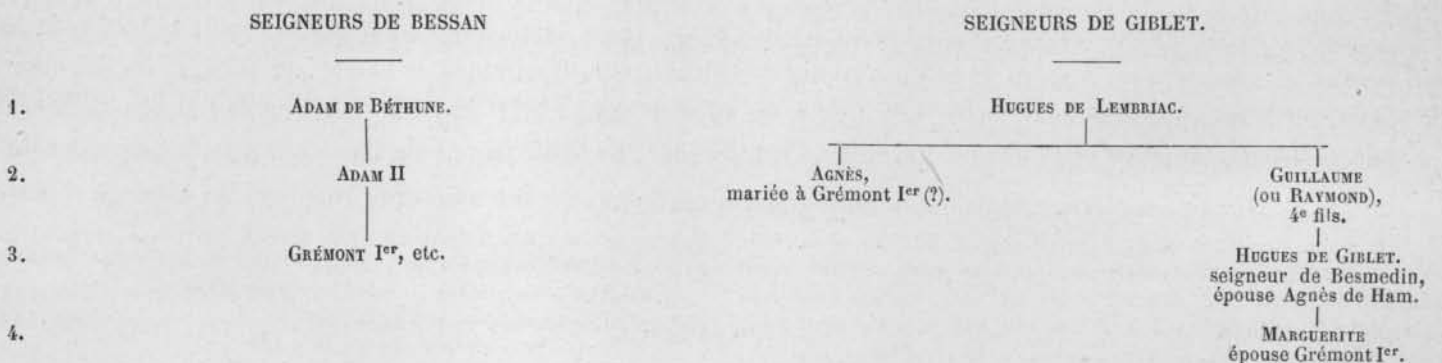 SEIGNEURS DE BESSAN
SEIGNEURS DE GIBLET.
1.
ADAM DE BÉTHUNE.
HUGUES DE LEMBRIAC.
2.
ADAM II
AGNÈS,
mariée à Grémont Ier (?).
GUILLAUME
(ou RAYMOND),
4e fils.
3.
GRÉMONT Ier, etc.
HUGUES DE GIBLET.
seigneur de Besmedin,
épouse Agnès de Ham.
4.
MARGUERITE
épouse Grémont Ier.